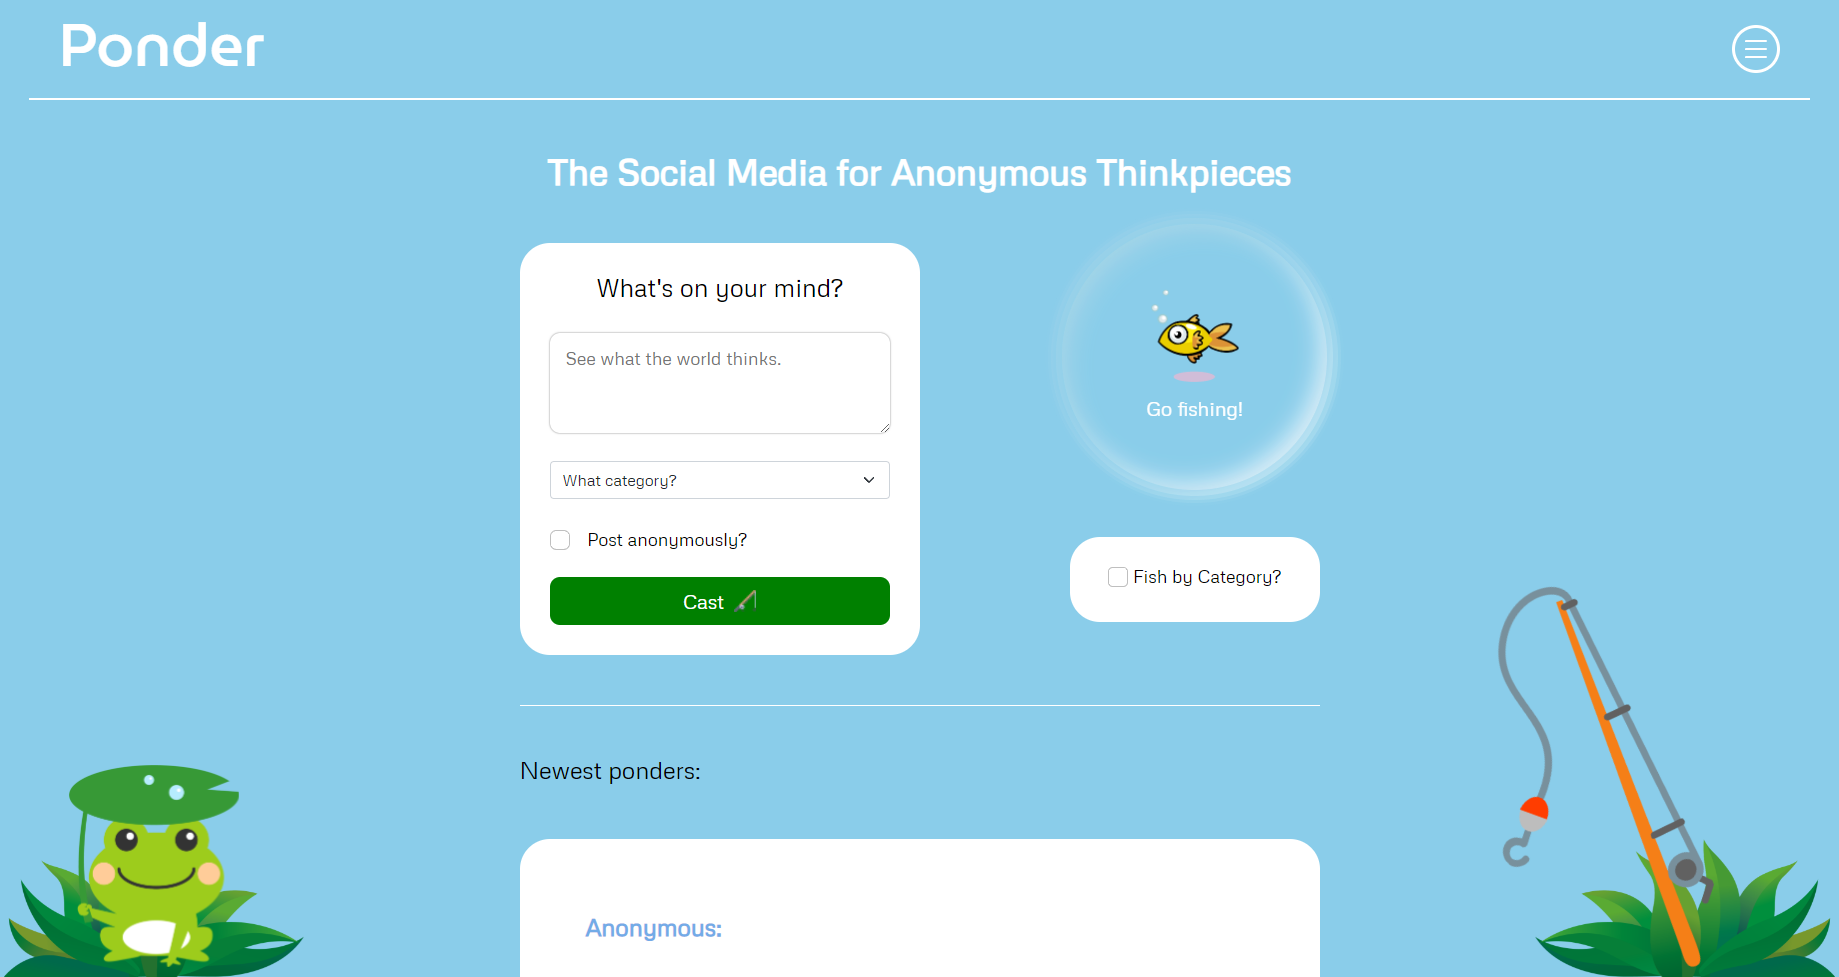 Ponder
The Social Media for Anonymous Thinkpieces
What's on your mind?
See what the world thinks.
What category?
Post anonymously?
Cast
Go fishing!
Fish by Category?
Newest ponders:
Anonymous: